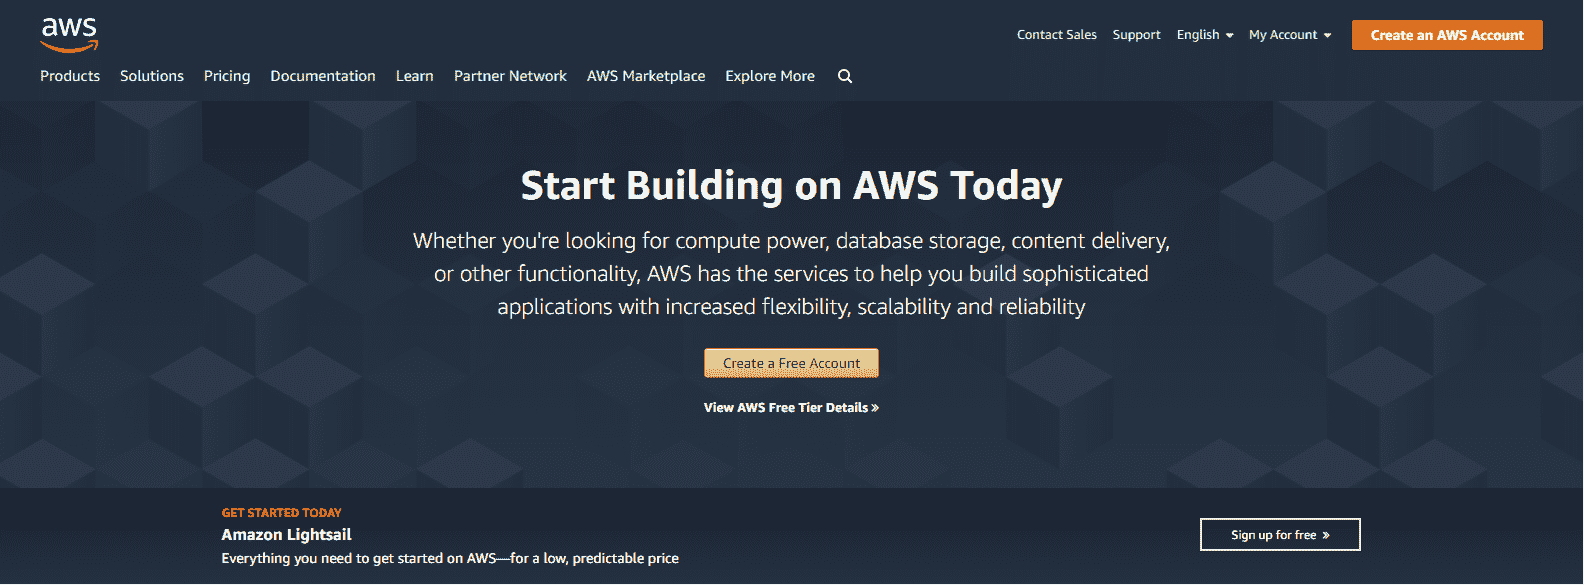 aws
Contact Sales Support English My Account Create an AWS Account
Products Solutions Pricing Documentation Learn Partner Network AWS Marketplace Explore More
Start Building on AWS Today
Whether you're looking for compute power, database storage, content delivery,
or other functionality, AWS has the services to help you build sophisticated
applications with increased flexibility, scalability and reliability
Create a Free Account
View AWS Free Tier Details »
GET STARTED TODAY
Amazon Lightsail
Everything you need to get started on AWS—for a low, predictable price
Sign up for free »